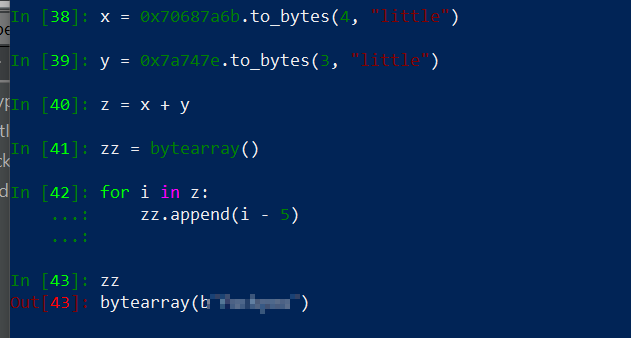 In [38]: x = 0x70687a6b.to_bytes(4, "little")
In [39]: y = 0x7a747e.to_bytes(3, "little")
In [40]: z = x + y
In [41]: zz = bytearray()
In [42]: for i in z:
...: zz.append(i - 5)
...:
In [43]: zz
Out[43]: bytearray(b )